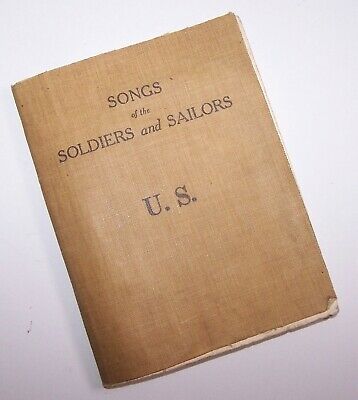 SONGS
of the
SOLDIERS and SAILORS
U. S.